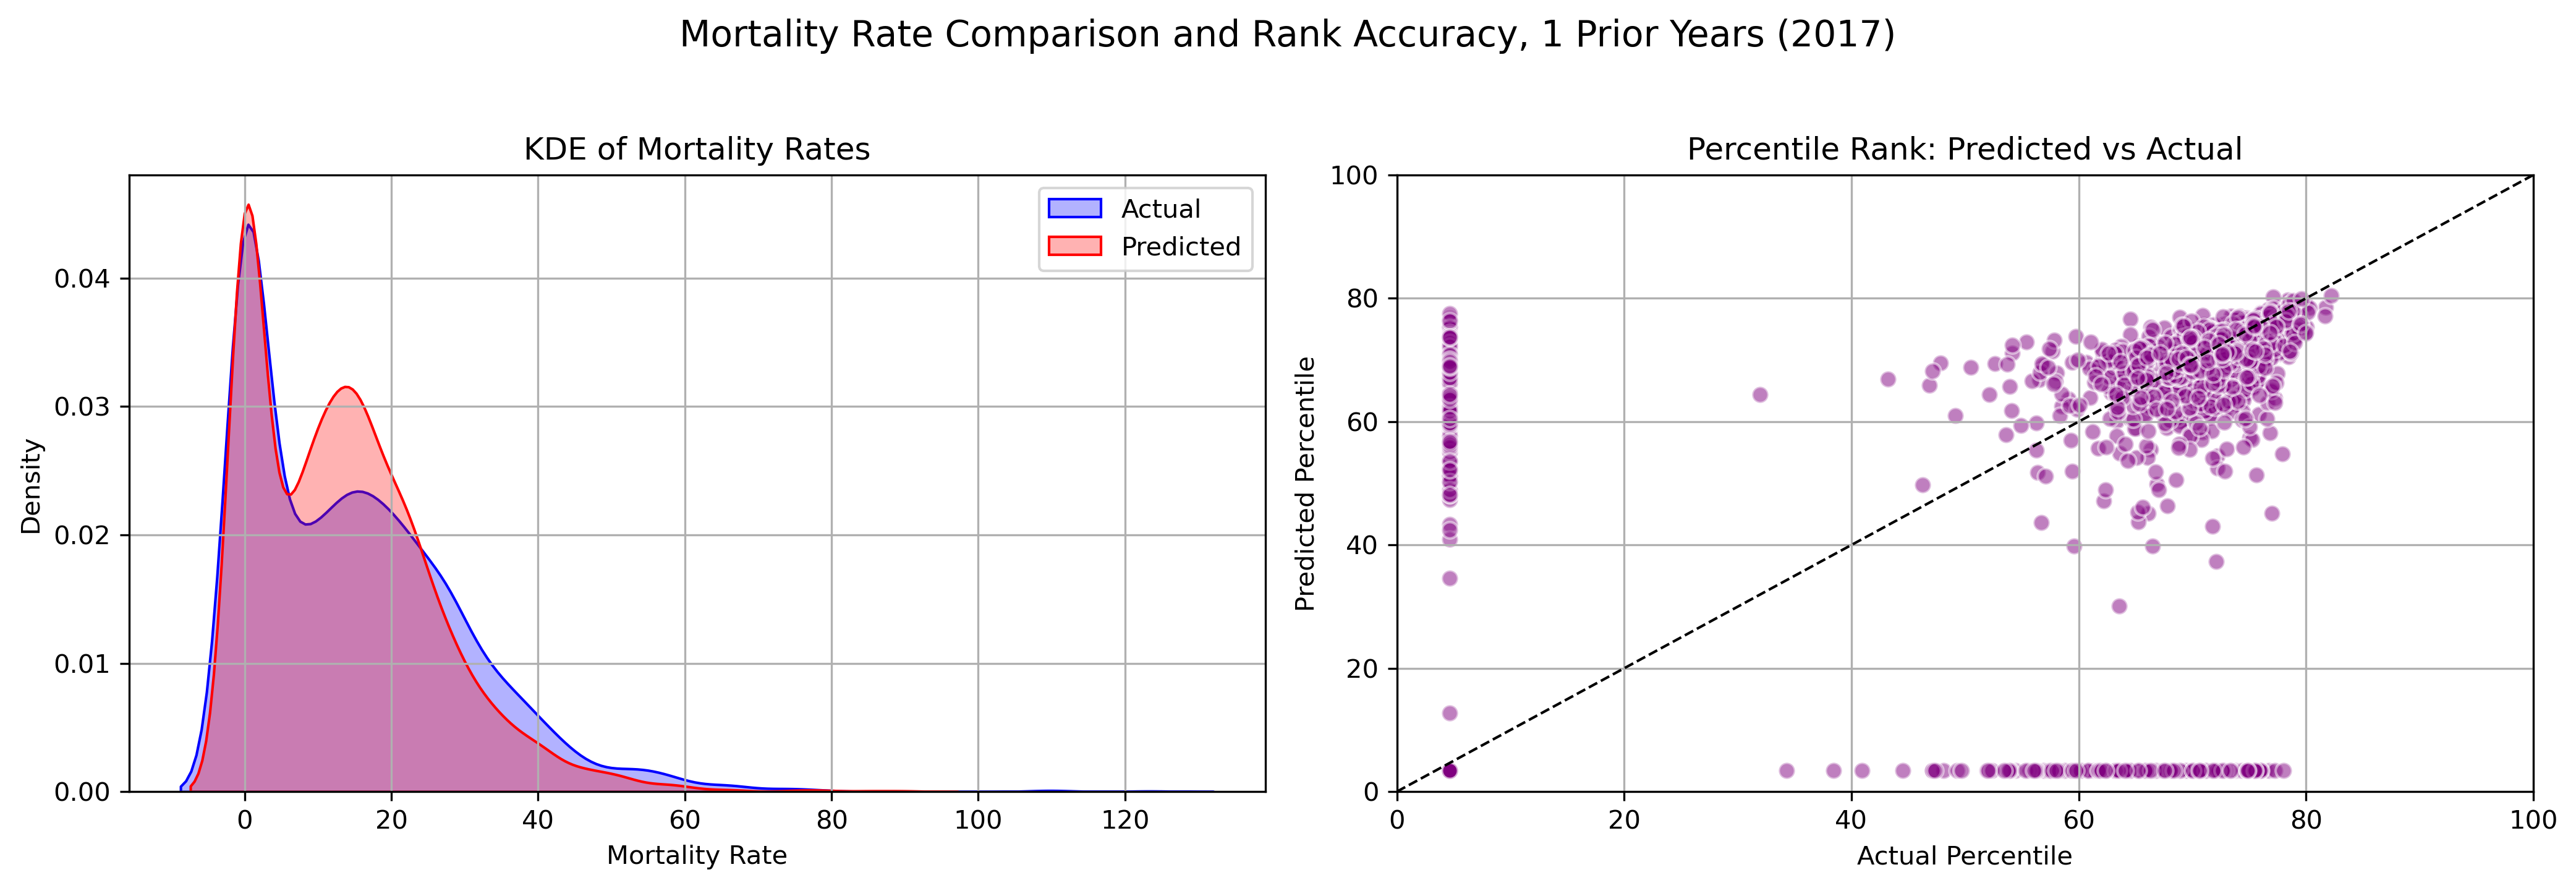 Mortality Rate Comparison and Rank Accuracy, 1 Prior Years (2017)
KDE of Mortality Rates
Actual
Predicted
Density
0.04
0.03
0.02
0.01
0.00
0 20 40 60 80 100 120
Mortality Rate
Percentile Rank: Predicted vs Actual
Predicted Percentile
100
80
60
40
20
0
0 20 40 60 80 100
Actual Percentile